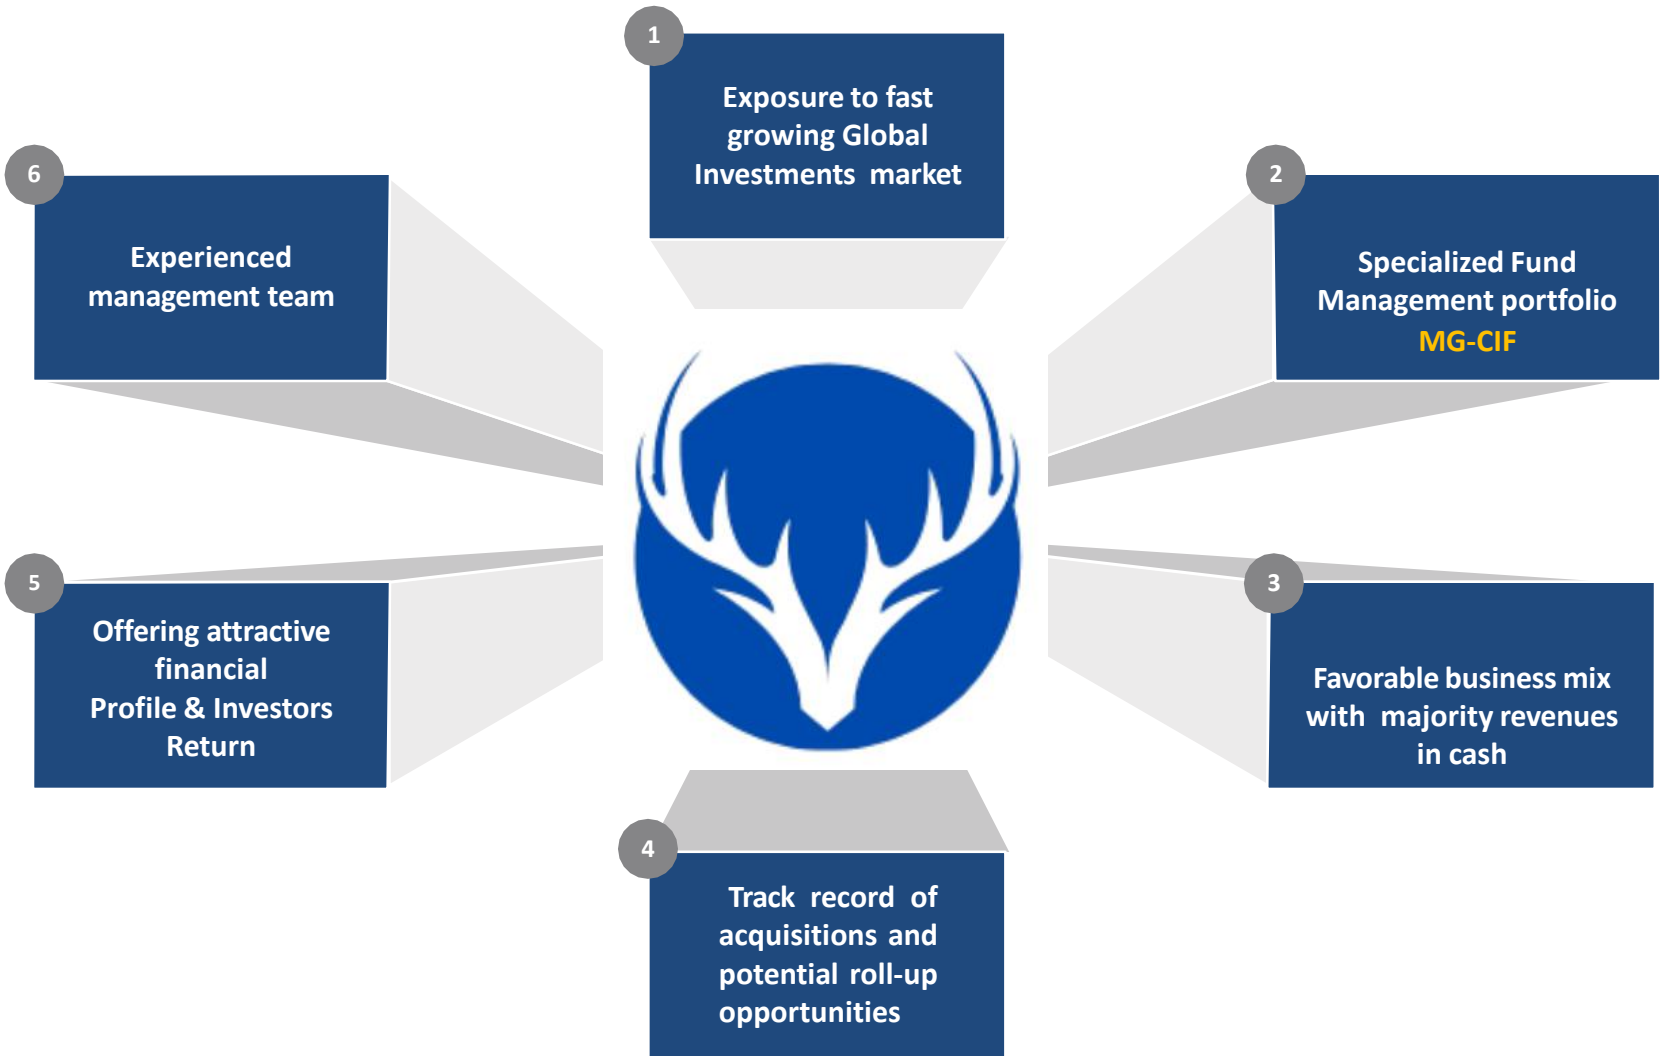 1
Exposure to fast
growing Global
Investments market
2
Specialized Fund
Management portfolio
MG-CIF
3
Favorable business mix
with majority revenues
in cash
4
Track record of
acquisitions and
potential roll-up
opportunities
5
Offering attractive
financial
Profile & Investors
Return
6
Experienced
management team